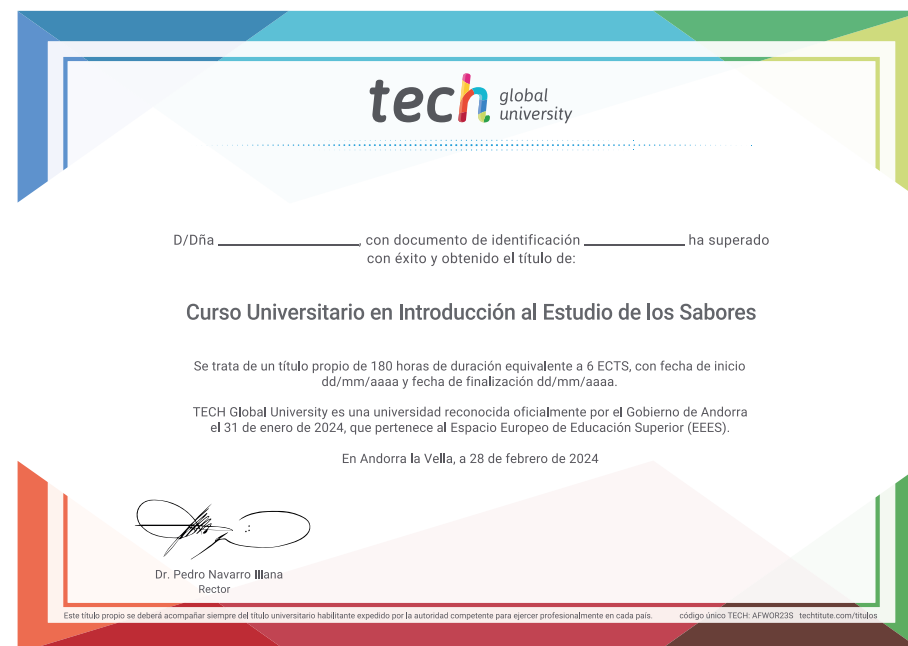 tech global
university
D/Dña ____________________, con documento de identificación ______________ ha superado
con éxito y obtenido el título de:
Curso Universitario en Introducción al Estudio de los Sabores
Se trata de un título propio de 180 horas de duración equivalente a 6 ECTS, con fecha de inicio
dd/mm/aaaa y fecha de finalización dd/mm/aaaa.
TECH Global University es una universidad reconocida oficialmente por el Gobierno de Andorra
el 31 de enero de 2024, que pertenece al Espacio Europeo de Educación Superior (EEES).
En Andorra la Vella, a 28 de febrero de 2024
Dr. Pedro Navarro Illana
Rector
Este título propio se deberá acompañar siempre del título universitario habilitante expedido por la autoridad competente para ejercer profesionalmente en cada país. código único TECH: AFWOR23S techtitute.com/titulos